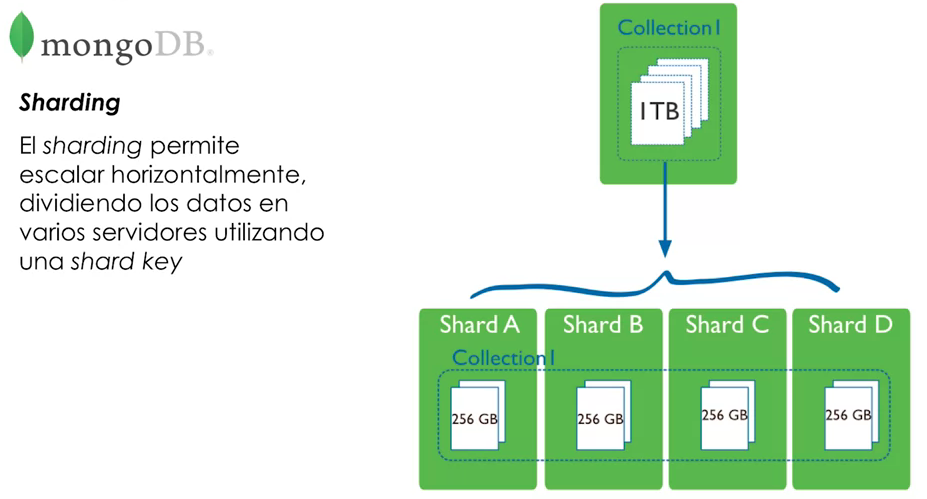 mongoDB®
Sharding
El sharding permite
escalar horizontalmente,
dividiendo los datos en
varios servidores utilizando
una shard key
Collection1
1TB
Shard A
Shard B
Shard C
Shard D
Collection1
256 GB
256 GB
256 GB
256 GB